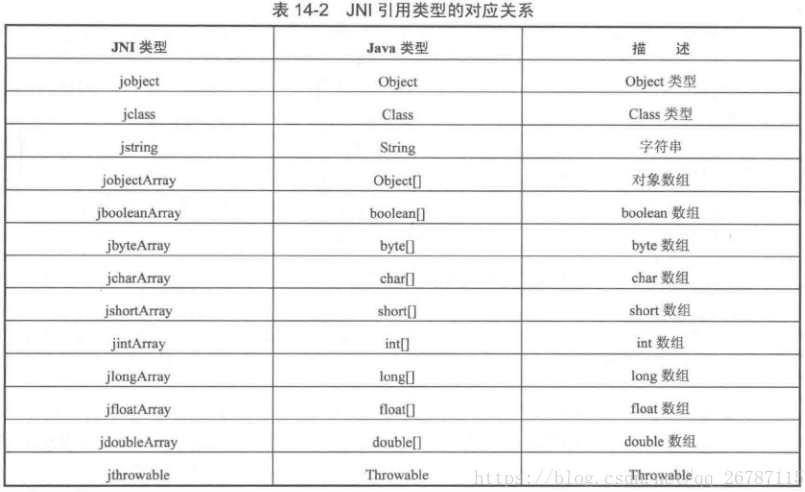 表 14-2 JNI 引用类型的对应关系
JNI 类型 Java 类型 描 述
jobject Object Object 类型
jclass Class Class 类型
jstring String 字符串
jobjectArray Object[] 对象数组
jbooleanArray boolean[] boolean 数组
jbyteArray byte[] byte 数组
jcharArray char[] char 数组
jshortArray short[] short 数组
jintArray int[] int 数组
jlongArray long[] long 数组
jfloatArray float[] float 数组
jdoubleArray double[] double 数组
jthrowable Throwable Throwable
https://blog.csdn.net/qq_26787115